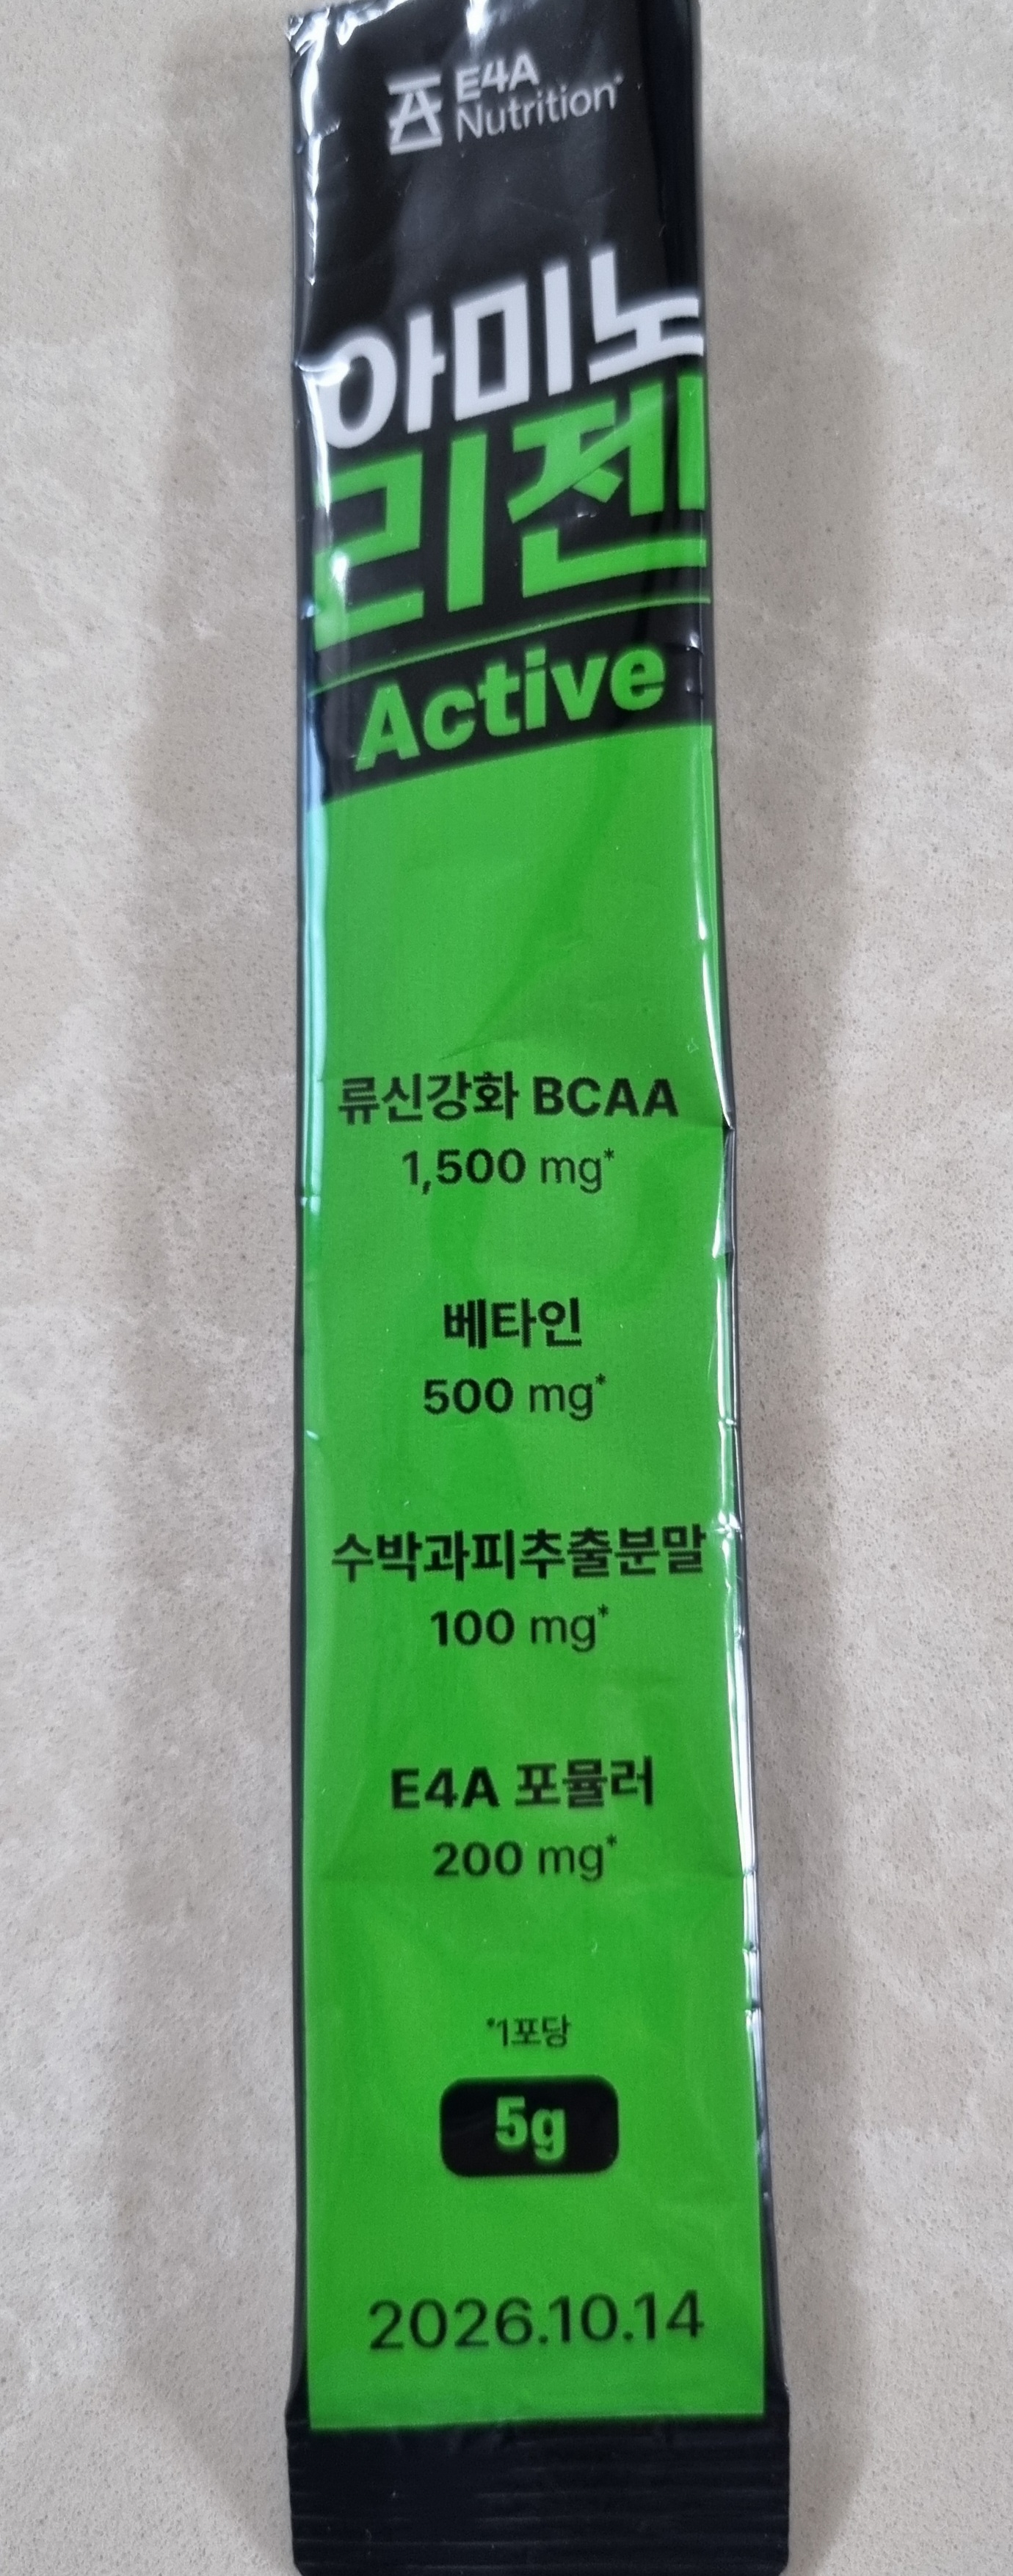 E4A
Nutrition
아미노
리젠
Active
류신강화 BCAA
1,500 mg*
베타인
500 mg*
수박과피추출분말
100 mg*
E4A 포뮬러
200 mg*
*1포당
5g
2026.10.14